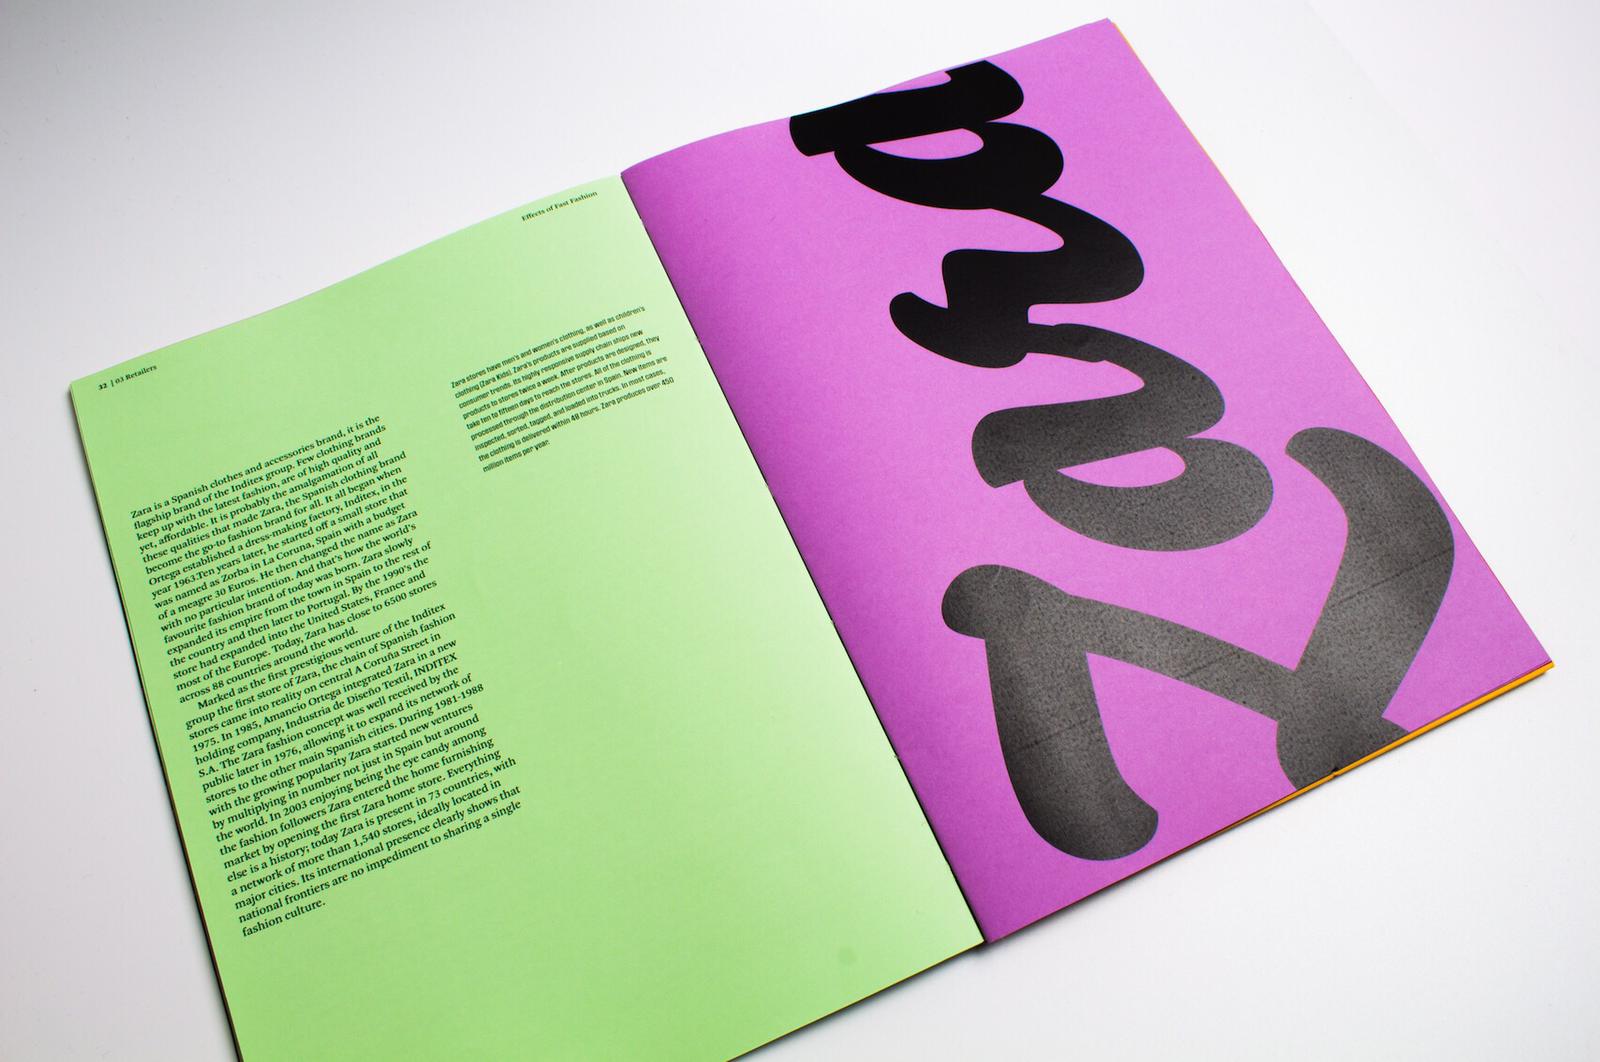 32 | 03 Retailers
Effects of Fast Fashion
Zara is a Spanish clothes and accessories brand, it is the
flagship brand of the Inditex group. Few clothing brands
keep up with the latest fashion, are of high quality and
yet, affordable. It is probably the amalgamation of all
these qualities that made Zara, the Spanish clothing brand
become the go-to fashion brand for all. It all began when
Ortega established a dress-making factory, Inditex, in the
year 1963.Ten years later, he started off a small store that
was named as Zorba in La Coruna, Spain with a budget
of a meagre 30 Euros. He then changed the name as Zara
with no particular intention. And that's how the world's
favourite fashion brand of today was born. Zara slowly
expanded its empire from the town in Spain to the rest of
the country and then later to Portugal. By the 1990's the
store had expanded into the United States, France and
most of the Europe. Today, Zara has close to 6500 stores
across 88 countries around the world.
Marked as the first prestigious venture of the Inditex
group the first store of Zara, the chain of Spanish fashion
stores came into reality on central A Coruña Street in
1975. In 1985, Amancio Ortega integrated Zara in a new
holding company, Industria de Diseño Textil, INDITEX
S.A. The Zara fashion concept was well received by the
public later in 1976, allowing it to expand its network of
stores to the other main Spanish cities. During 1981-1988
with the growing popularity Zara started new ventures
by multiplying in number not just in Spain but around
the world. In 2003 enjoying being the eye candy among
the fashion followers Zara entered the home furnishing
market by opening the first Zara home store. Everything
else is a history; today Zara is present in 73 countries, with
a network of more than 1,540 stores, ideally located in
major cities. Its international presence clearly shows that
national frontiers are no impediment to sharing a single
fashion culture.
Zara stores have men's and women's clothing, as well as children's
clothing (Zara Kids). Zara's products are supplied based on
consumer trends. Its highly responsive supply chain ships new
products to stores twice a week. After products are designed, they
take ten to fifteen days to reach the stores. All of the clothing is
processed through the distribution center in Spain. New items are
inspected, sorted, tagged, and loaded into trucks. In most cases,
the clothing is delivered within 48 hours. Zara produces over 450
million items per year.
Zara